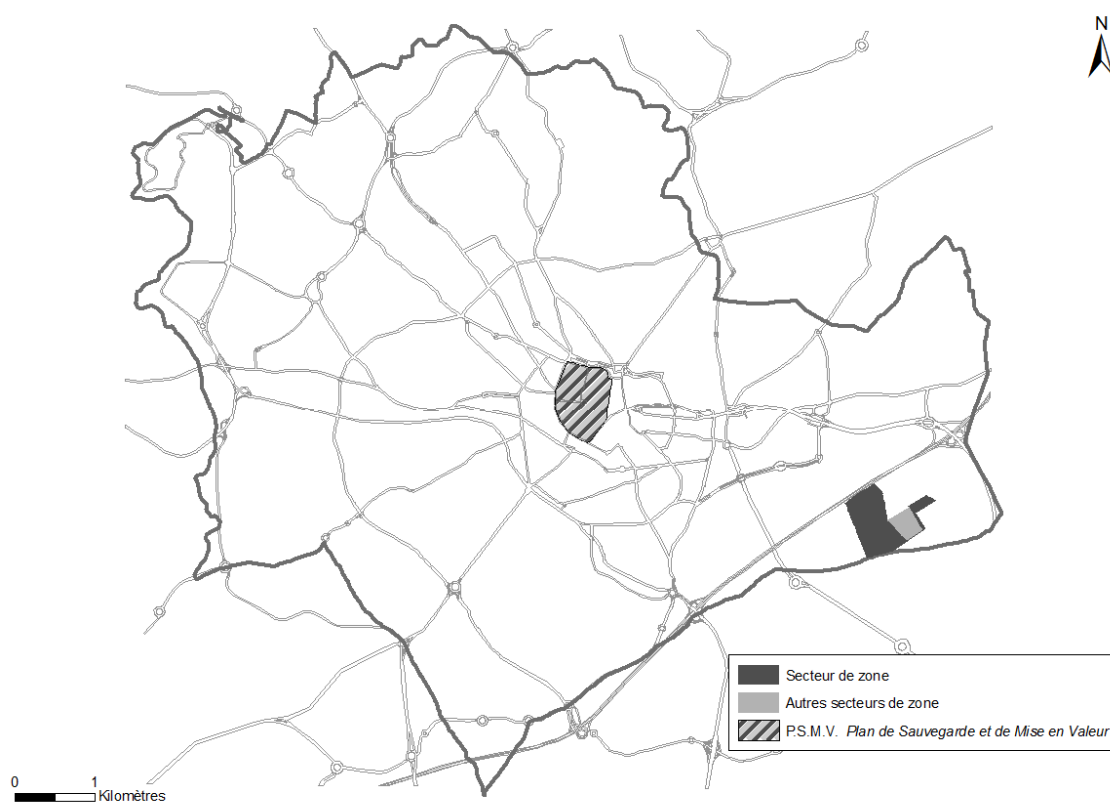 N
Secteur de zone
Autres secteurs de zone
P.S.M.V. Plan de Sauvegarde et de Mise en Valeur
0 1
Kilomètres